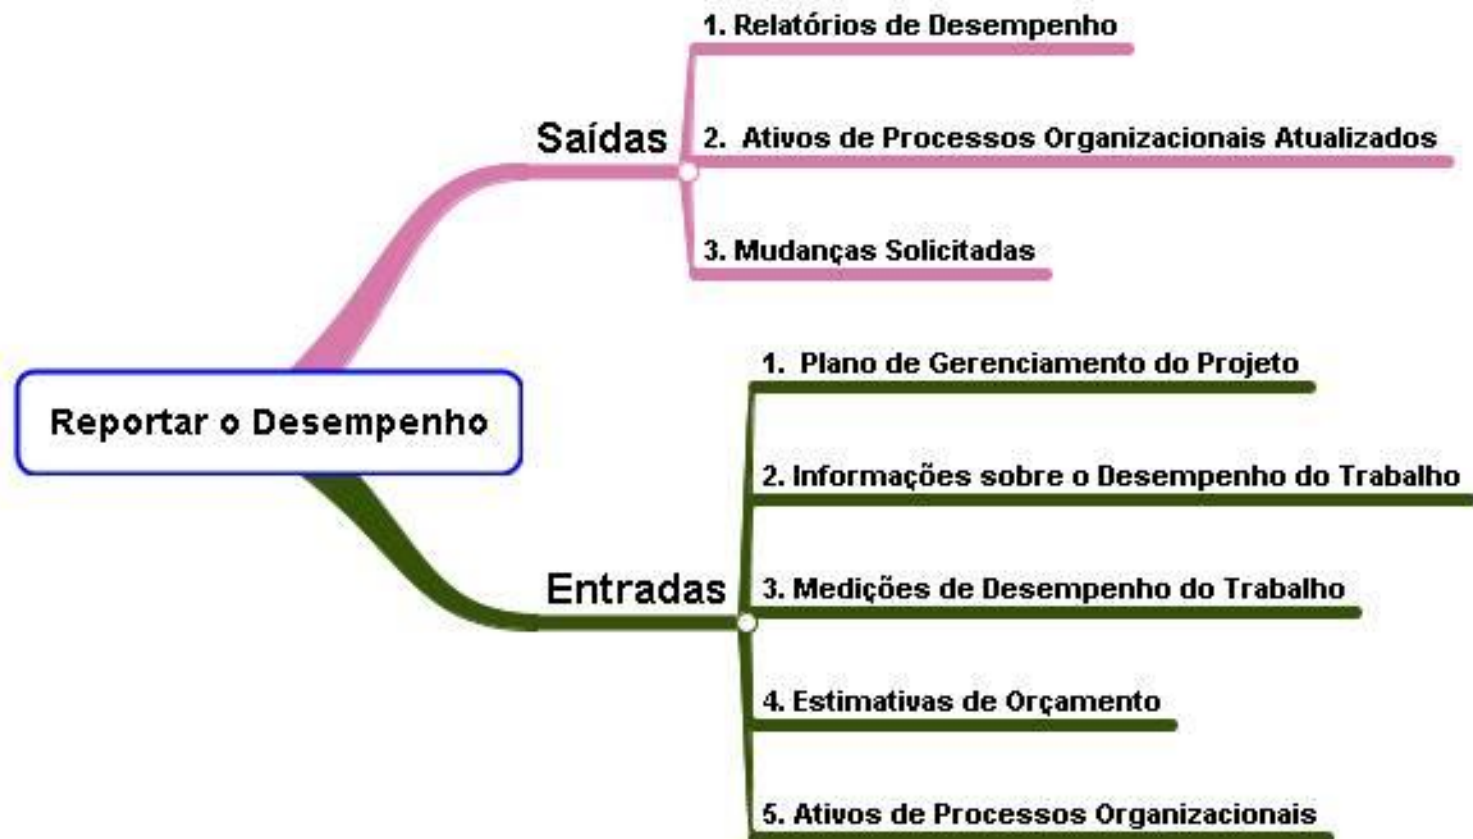 1. Relatórios de Desempenho
Saídas
2. Ativos de Processos Organizacionais Atualizados
3. Mudanças Solicitadas
Reportar o Desempenho
1. Plano de Gerenciamento do Projeto
2. Informações sobre o Desempenho do Trabalho
Entradas
3. Medições de Desempenho do Trabalho
4. Estimativas de Orçamento
5. Ativos de Processos Organizacionais